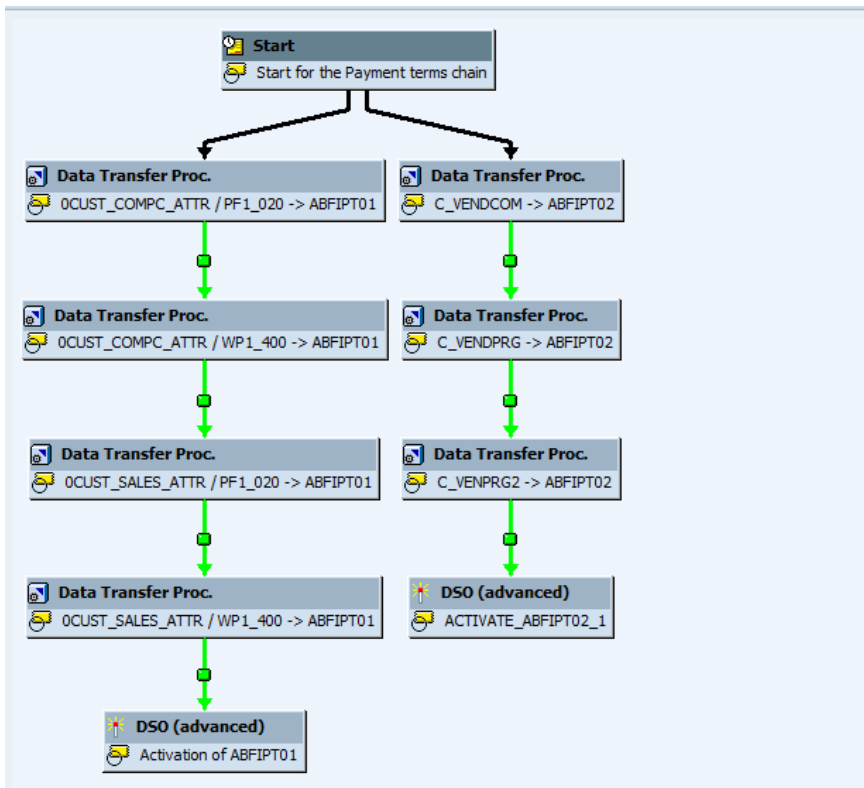 Start
Start for the Payment terms chain
Data Transfer Proc.
0CUST_COMPC_ATTR / PF1_020 -> ABFIPT01
Data Transfer Proc.
C_VENDCOM -> ABFIPT02
Data Transfer Proc.
0CUST_COMPC_ATTR / WP1_400 -> ABFIPT01
Data Transfer Proc.
C_VENDPRG -> ABFIPT02
Data Transfer Proc.
0CUST_SALES_ATTR / PF1_020 -> ABFIPT01
Data Transfer Proc.
C_VENPRG2 -> ABFIPT02
Data Transfer Proc.
0CUST_SALES_ATTR / WP1_400 -> ABFIPT01
DSO (advanced)
ACTIVATE_ABFIPT02_1
DSO (advanced)
Activation of ABFIPT01